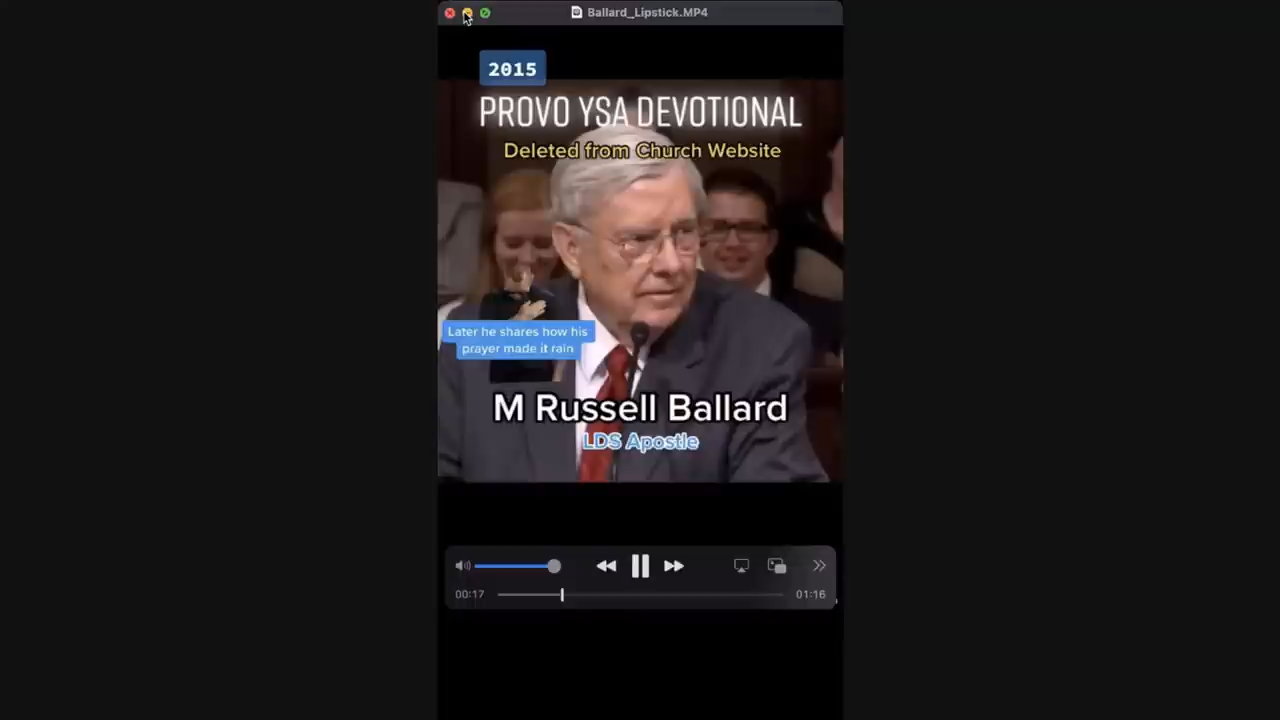 Ballard_Lipstick.MP4
2015
PROVO YSA DEVOTIONAL
Deleted from Church Website
Later he shares how his
prayer made it rain
M Russell Ballard
LDS Apostle
00:17
01:16